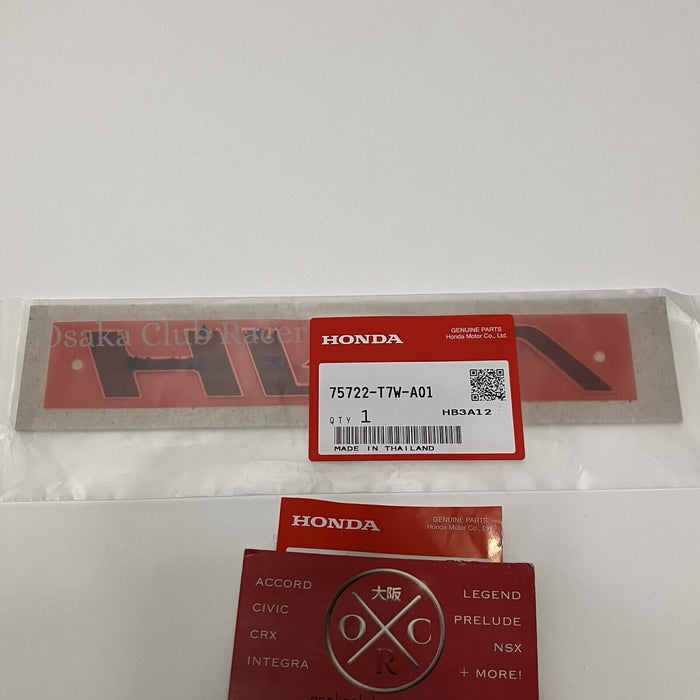 Osaka Club Racer
HONDA
GENUINE PARTS
Honda Motor Co., Ltd.
75722-T7W-A01
QTY 1
HB3A12
MADE IN THAILAND
HONDA
GENUINE PARTS
Honda Motor Co., Ltd.
ACCORD
CIVIC
CRX
INTEGRA
大阪
O C
R
LEGEND
PRELUDE
NSX
+ MORE!